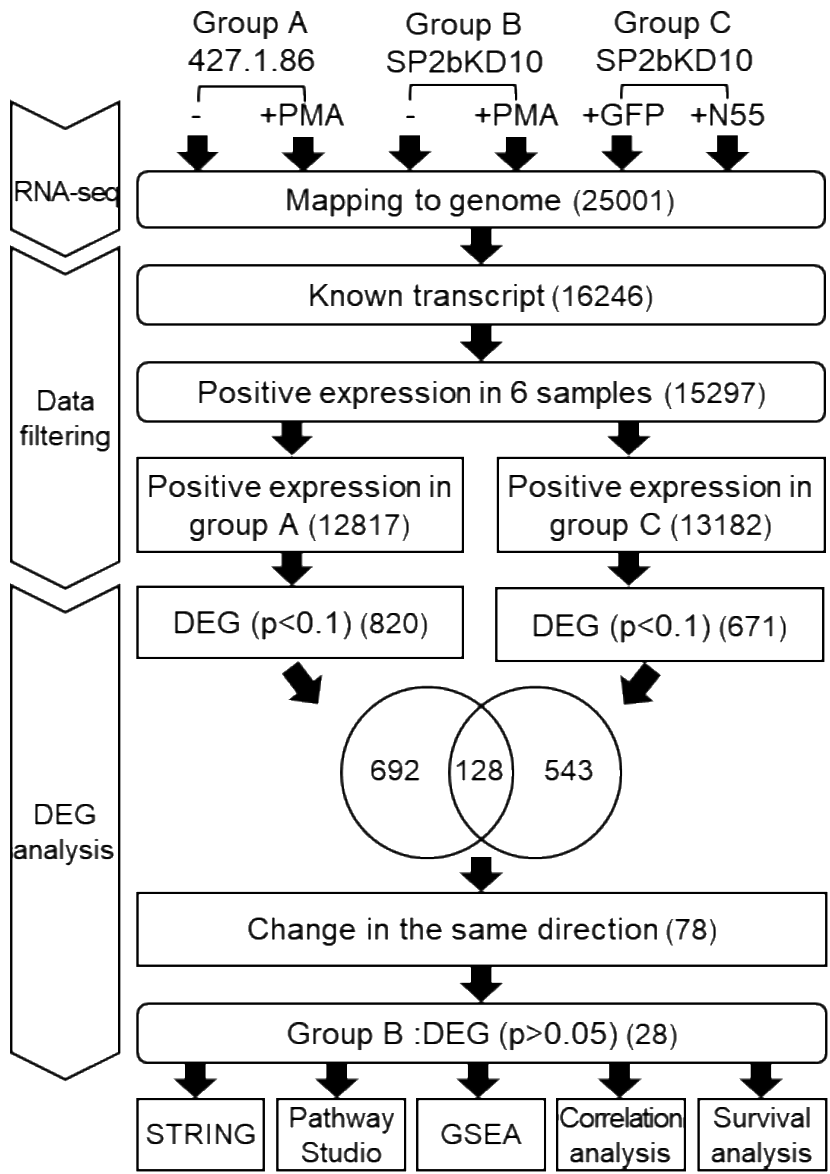 Group A
427.1.86
Group B
SP2bKD10
Group C
SP2bKD10
-
+PMA
-
+PMA
+GFP
+N55
RNA-seq
Mapping to genome (25001)
Known transcript (16246)
Positive expression in 6 samples (15297)
Data
filtering
Positive expression in
group A (12817)
Positive expression in
group C (13182)
DEG (p<0.1) (820)
DEG (p<0.1) (671)
692
128
543
DEG
analysis
Change in the same direction (78)
Group B :DEG (p>0.05) (28)
STRING
Pathway
Studio
GSEA
Correlation
analysis
Survival
analysis